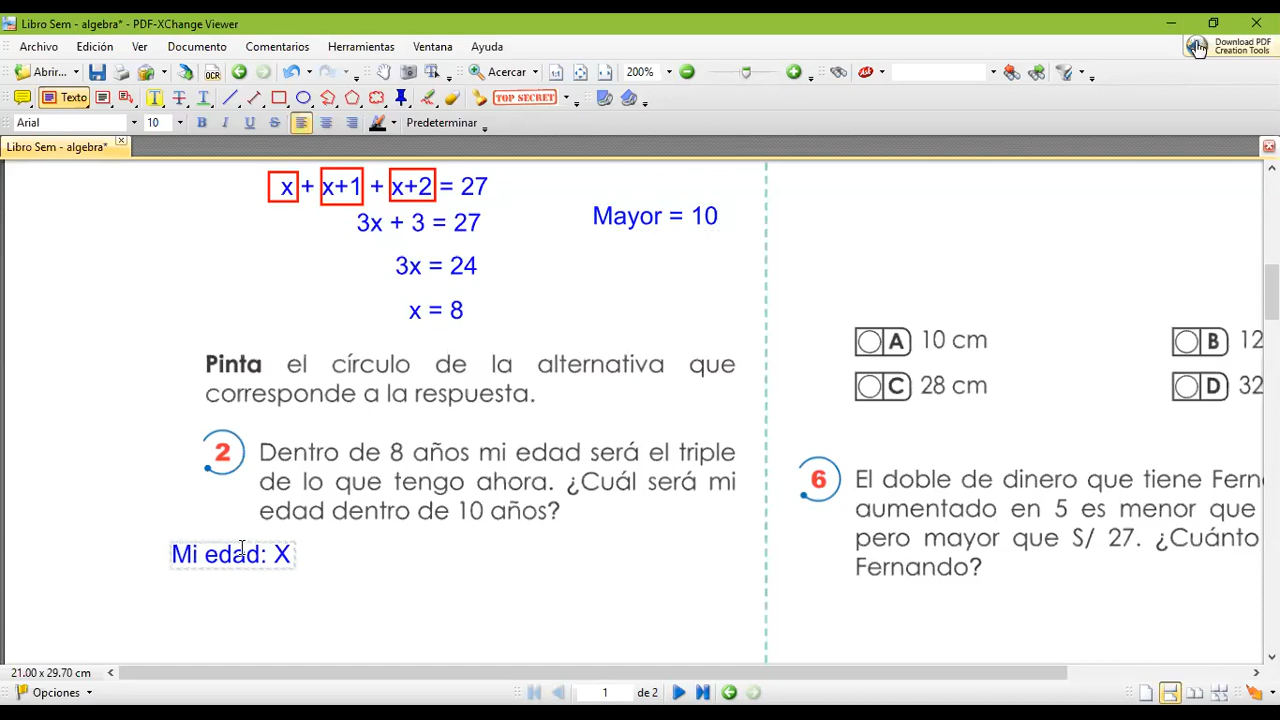 Libro Sem - algebra* - PDF-XChange Viewer
Archivo Edición Ver Documento Comentarios Herramientas Ventana Ayuda
Download PDF
Creation Tools
Abrir... OCR Acercar 1:1 200%
Texto T T T TOP SECRET
Arial 10 B I U S Predeterminar
Libro Sem - algebra*
x + x+1 + x+2 = 27
3x + 3 = 27
3x = 24
x = 8
Mayor = 10
Pinta el círculo de la alternativa que
corresponde a la respuesta.
2 Dentro de 8 años mi edad será el triple
de lo que tengo ahora. ¿Cuál será mi
edad dentro de 10 años?
Mi edad: X
A 10 cm B 12
C 28 cm D 32
6 El doble de dinero que tiene Fern
aumentado en 5 es menor que
pero mayor que S/ 27. ¿Cuánto
Fernando?
21.00 x 29.70 cm
Opciones 1 de 2